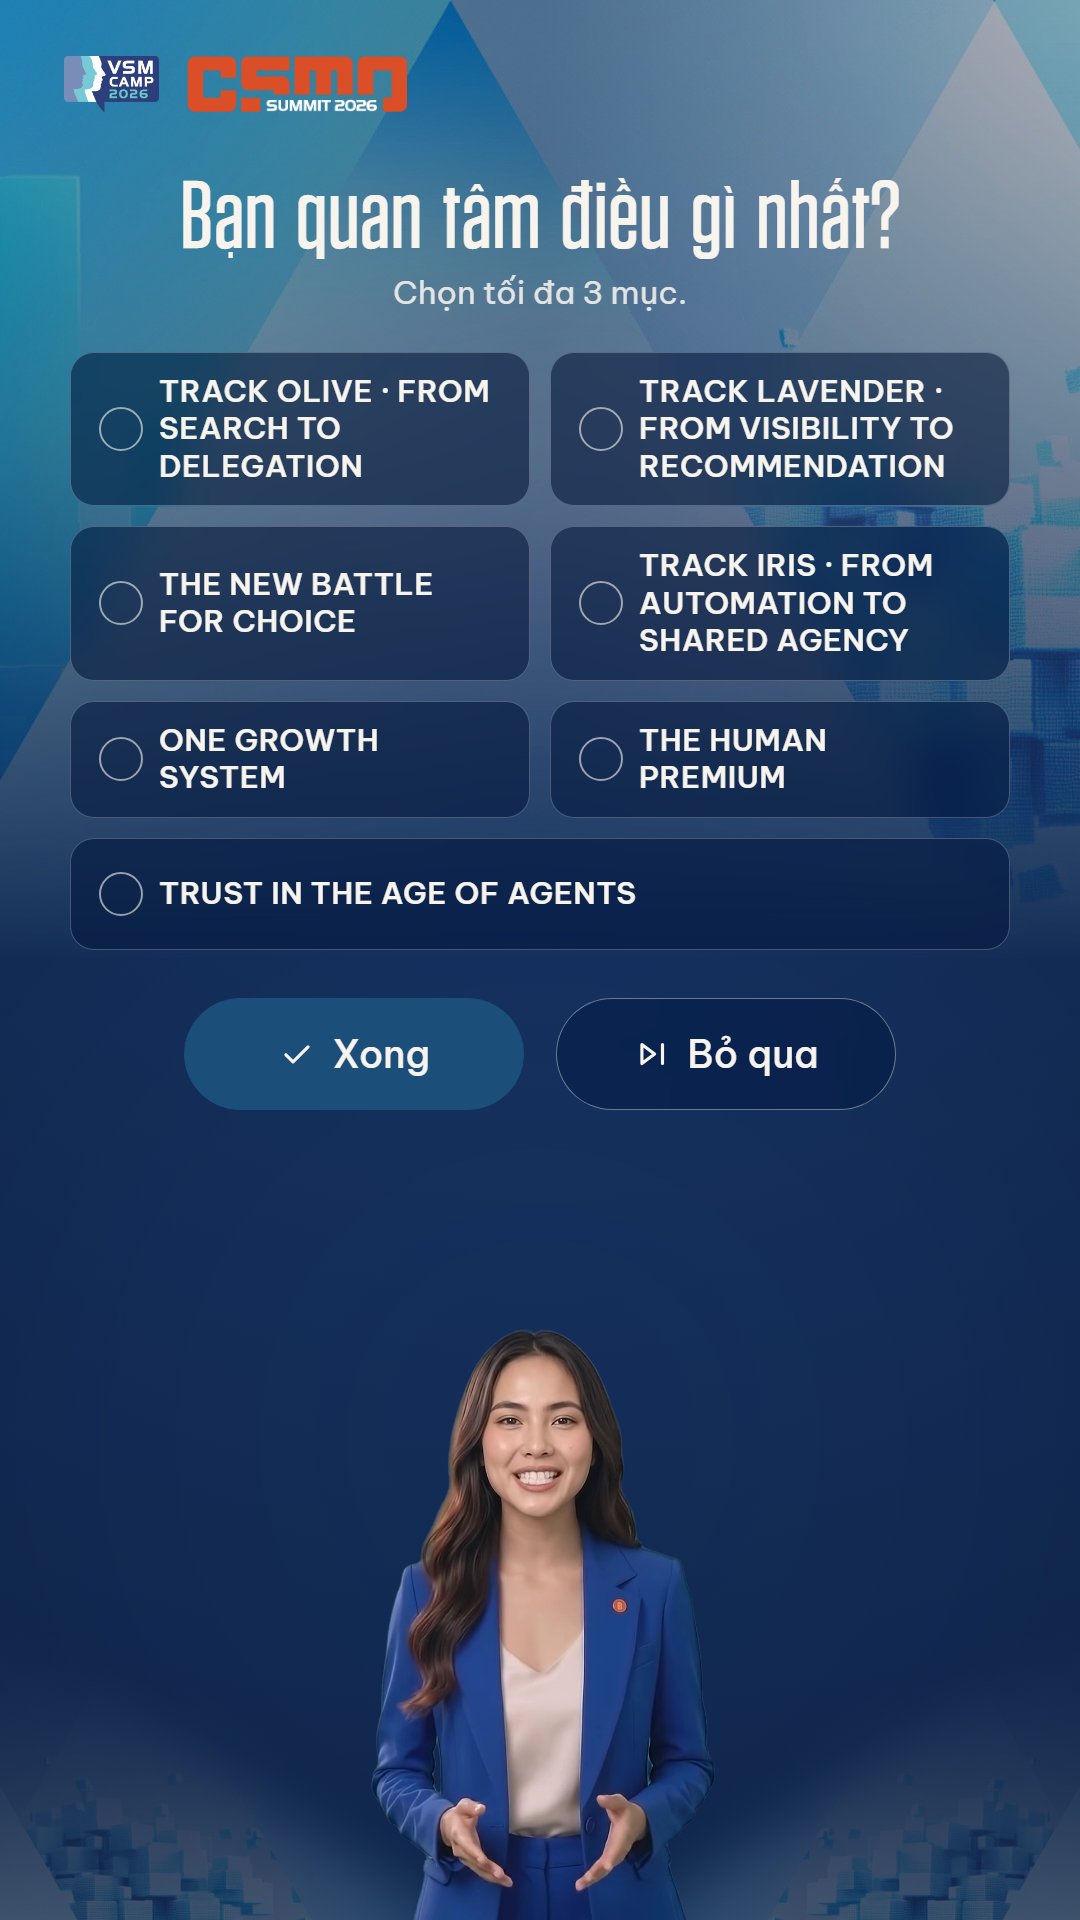 VSM
CAMP
2026
CSMO
SUMMIT 2026
Bạn quan tâm điều gì nhất?
Chọn tối đa 3 mục.
TRACK OLIVE · FROM
SEARCH TO
DELEGATION
TRACK LAVENDER ·
FROM VISIBILITY TO
RECOMMENDATION
THE NEW BATTLE
FOR CHOICE
TRACK IRIS · FROM
AUTOMATION TO
SHARED AGENCY
ONE GROWTH
SYSTEM
THE HUMAN
PREMIUM
TRUST IN THE AGE OF AGENTS
Xong
Bỏ qua